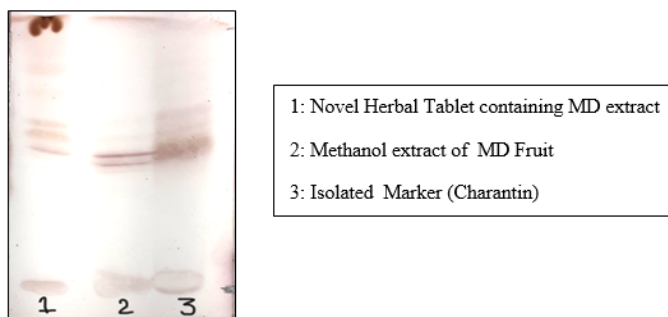 1 2 3
1: Novel Herbal Tablet containing MD extract
2: Methanol extract of MD Fruit
3: Isolated Marker (Charantin)